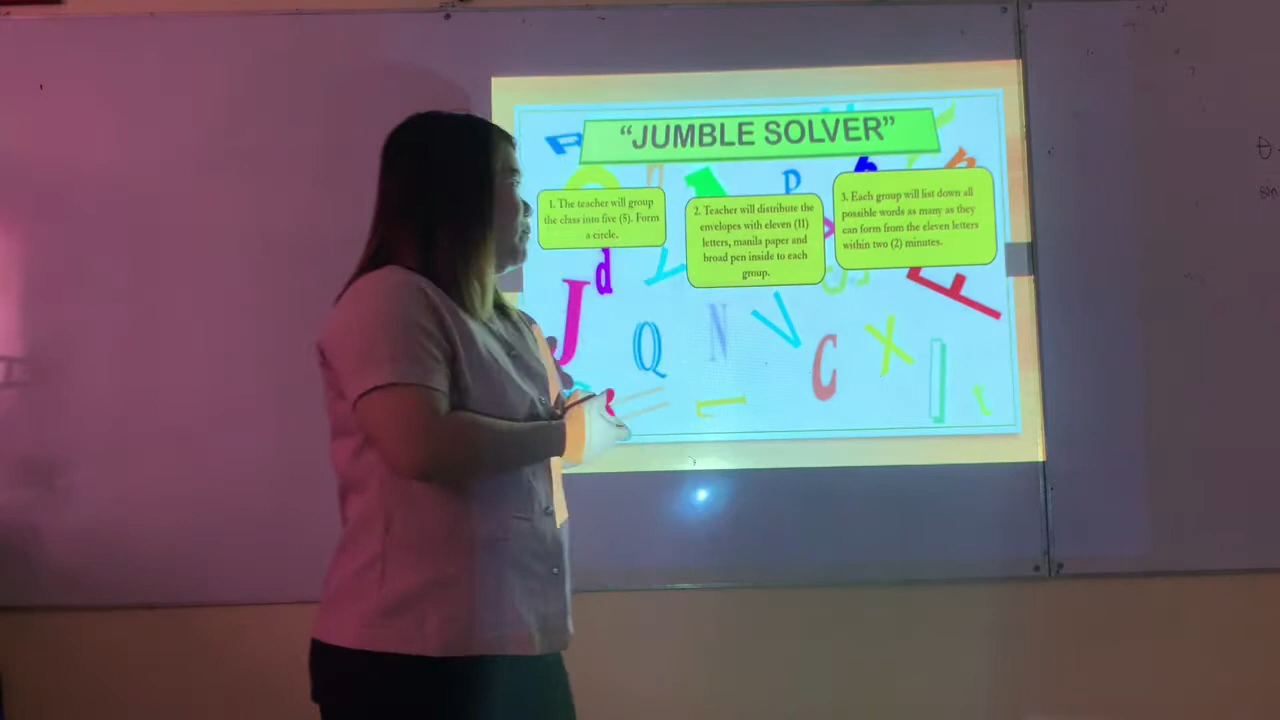 “JUMBLE SOLVER”
1. The teacher will group
the class into five (5). Form
a circle.
2. Teacher will distribute the
envelopes with eleven (11)
letters, manila paper and
broad pen inside to each
group.
3. Each group will list down all
possible words as many as they
can form from the eleven letters
within two (2) minutes.
R
P
d
y
J
Q
N
V
C
X
F
I
t